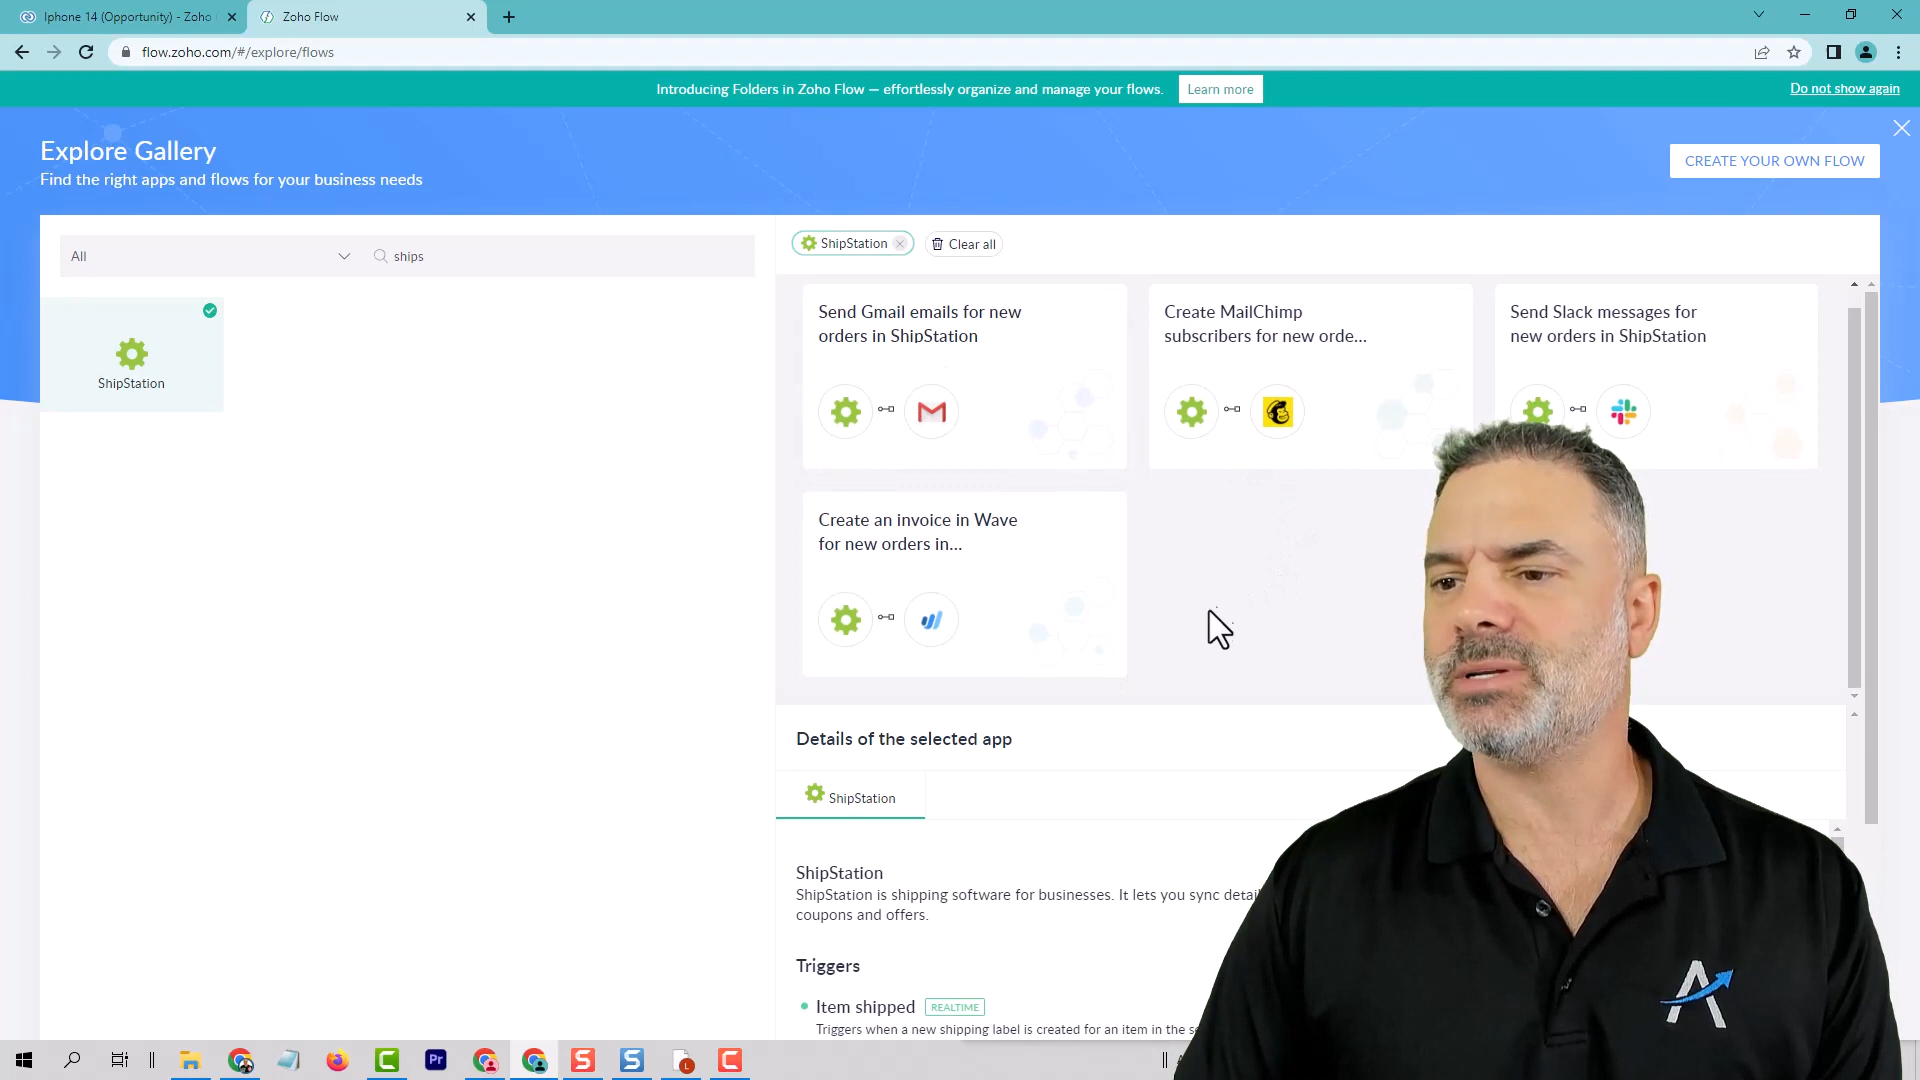 Iphone 14 (Opportunity) - Zoho
Zoho Flow
flow.zoho.com/#/explore/flows
Introducing Folders in Zoho Flow — effortlessly organize and manage your flows.
Learn more
Do not show again
Explore Gallery
Find the right apps and flows for your business needs
CREATE YOUR OWN FLOW
All
ships
ShipStation
Clear all
ShipStation
Send Gmail emails for new
orders in ShipStation
Create MailChimp
subscribers for new orde...
Send Slack messages for
new orders in ShipStation
Create an invoice in Wave
for new orders in...
Details of the selected app
ShipStation
ShipStation
ShipStation is shipping software for businesses. It lets you sync
coupons and offers.
Triggers
Item shipped REALTIME
Triggers when a new shipping label is created for an item in the
Pr